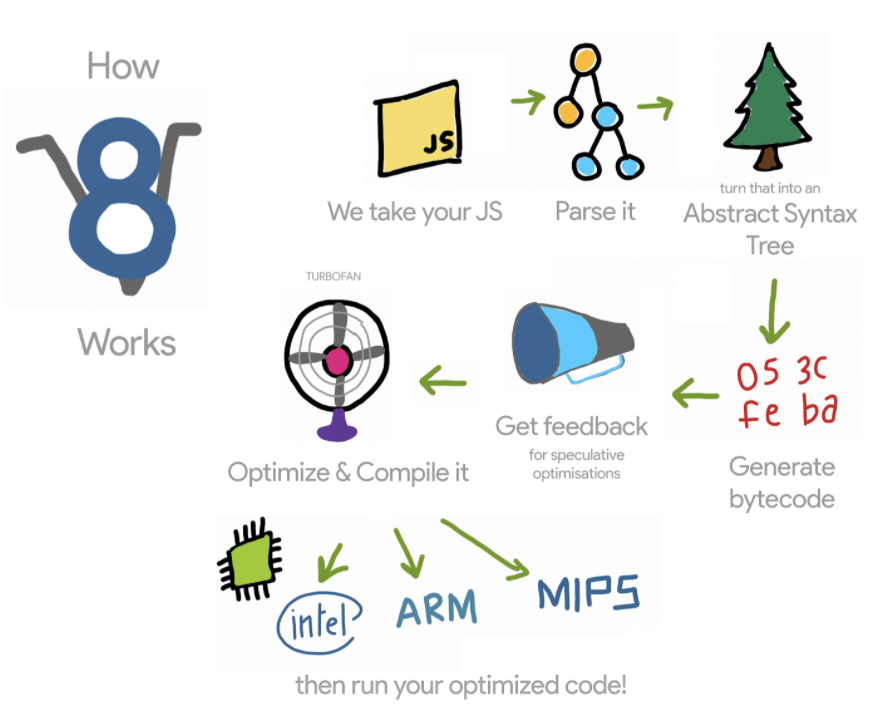 How
8
Works
JS
We take your JS
Parse it
turn that into an
Abstract Syntax
Tree
05 3C
fe ba
Generate
bytecode
Get feedback
for speculative
optimisations
TURBOFAN
Optimize & Compile it
intel
ARM
MIPS
then run your optimized code!